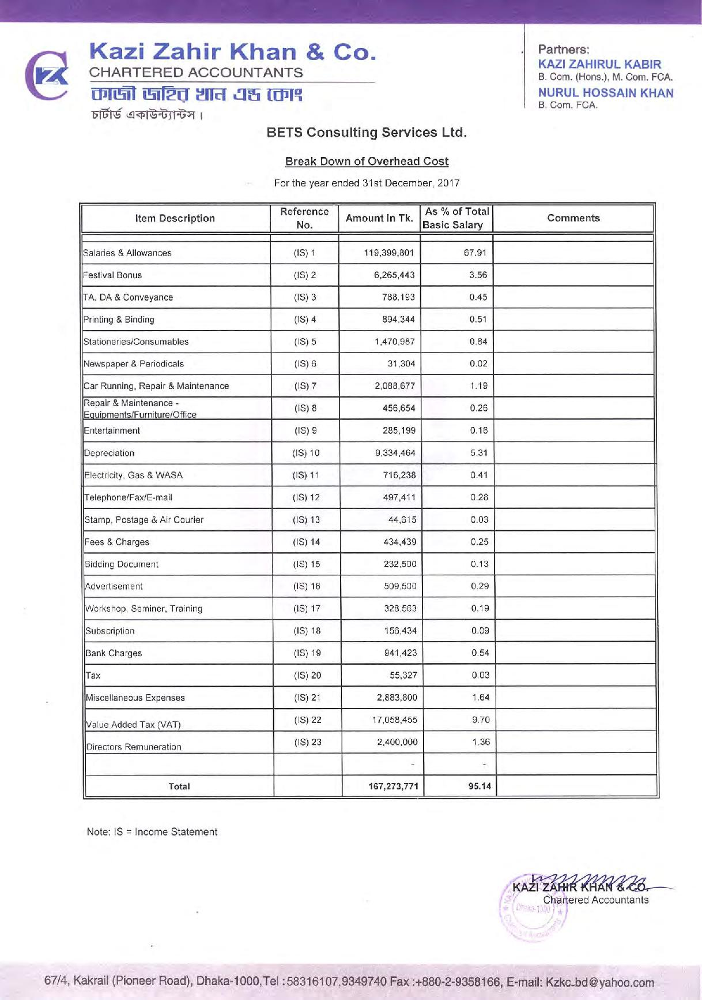 Kazi Zahir Khan & Co.
CHARTERED ACCOUNTANTS
কাজী জহির খান এন্ড কোং
চার্টার্ড একাউন্ট্যান্টস ।
Partners:
KAZI ZAHIRUL KABIR
B. Com. (Hons.), M. Com. FCA.
NURUL HOSSAIN KHAN
B. Com. FCA.
BETS Consulting Services Ltd.
Break Down of Overhead Cost
For the year ended 31st December, 2017
Item Description Reference No. Amount in Tk. As % of Total Basic Salary Comments
Salaries & Allowances (IS) 1 119,399,801 67.91
Festival Bonus (IS) 2 6,265,443 3.56
TA, DA & Conveyance (IS) 3 788,193 0.45
Printing & Binding (IS) 4 894,344 0.51
Stationeries/Consumables (IS) 5 1,470,987 0.84
Newspaper & Periodicals (IS) 6 31,304 0.02
Car Running, Repair & Maintenance (IS) 7 2,088,677 1.19
Repair & Maintenance -
Equipments/Furniture/Office (IS) 8 456,654 0.26
Entertainment (IS) 9 285,199 0.16
Depreciation (IS) 10 9,334,464 5.31
Electricity, Gas & WASA (IS) 11 716,238 0.41
Telephone/Fax/E-mail (IS) 12 497,411 0.28
Stamp, Postage & Air Courier (IS) 13 44,615 0.03
Fees & Charges (IS) 14 434,439 0.25
Bidding Document (IS) 15 232,500 0.13
Advertisement (IS) 16 509,500 0.29
Workshop, Seminer, Training (IS) 17 328,563 0.19
Subscription (IS) 18 156,434 0.09
Bank Charges (IS) 19 941,423 0.54
Tax (IS) 20 55,327 0.03
Miscellaneous Expenses (IS) 21 2,883,800 1.64
Value Added Tax (VAT) (IS) 22 17,058,455 9.70
Directors Remuneration (IS) 23 2,400,000 1.36
- -
Total 167,273,771 95.14
Note: IS = Income Statement
KAZI ZAHIR KHAN & CO.
Chartered Accountants
Dhaka-1000
67/4, Kakrail (Pioneer Road), Dhaka-1000,Tel :58316107,9349740 Fax :+880-2-9358166, E-mail: Kzkc_bd@yahoo.com